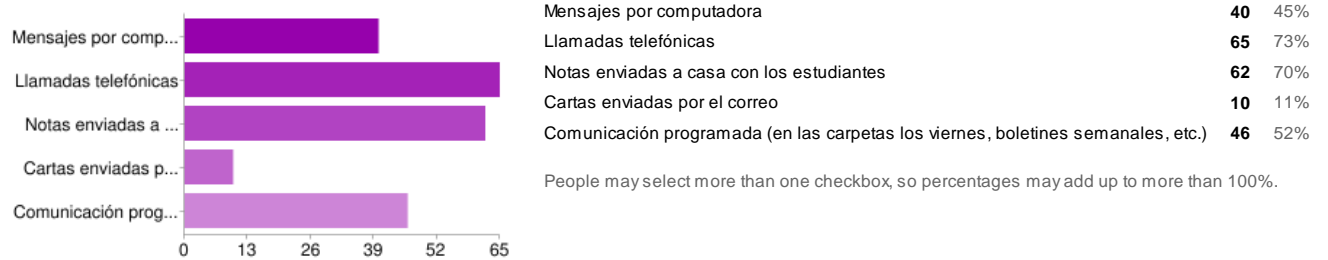 Mensajes por comp...
Llamadas telefónicas
Notas enviadas a ...
Cartas enviadas p...
Comunicación prog...
0 13 26 39 52 65
Mensajes por computadora 40 45%
Llamadas telefónicas 65 73%
Notas enviadas a casa con los estudiantes 62 70%
Cartas enviadas por el correo 10 11%
Comunicación programada (en las carpetas los viernes, boletines semanales, etc.) 46 52%
People may select more than one checkbox, so percentages may add up to more than 100%.